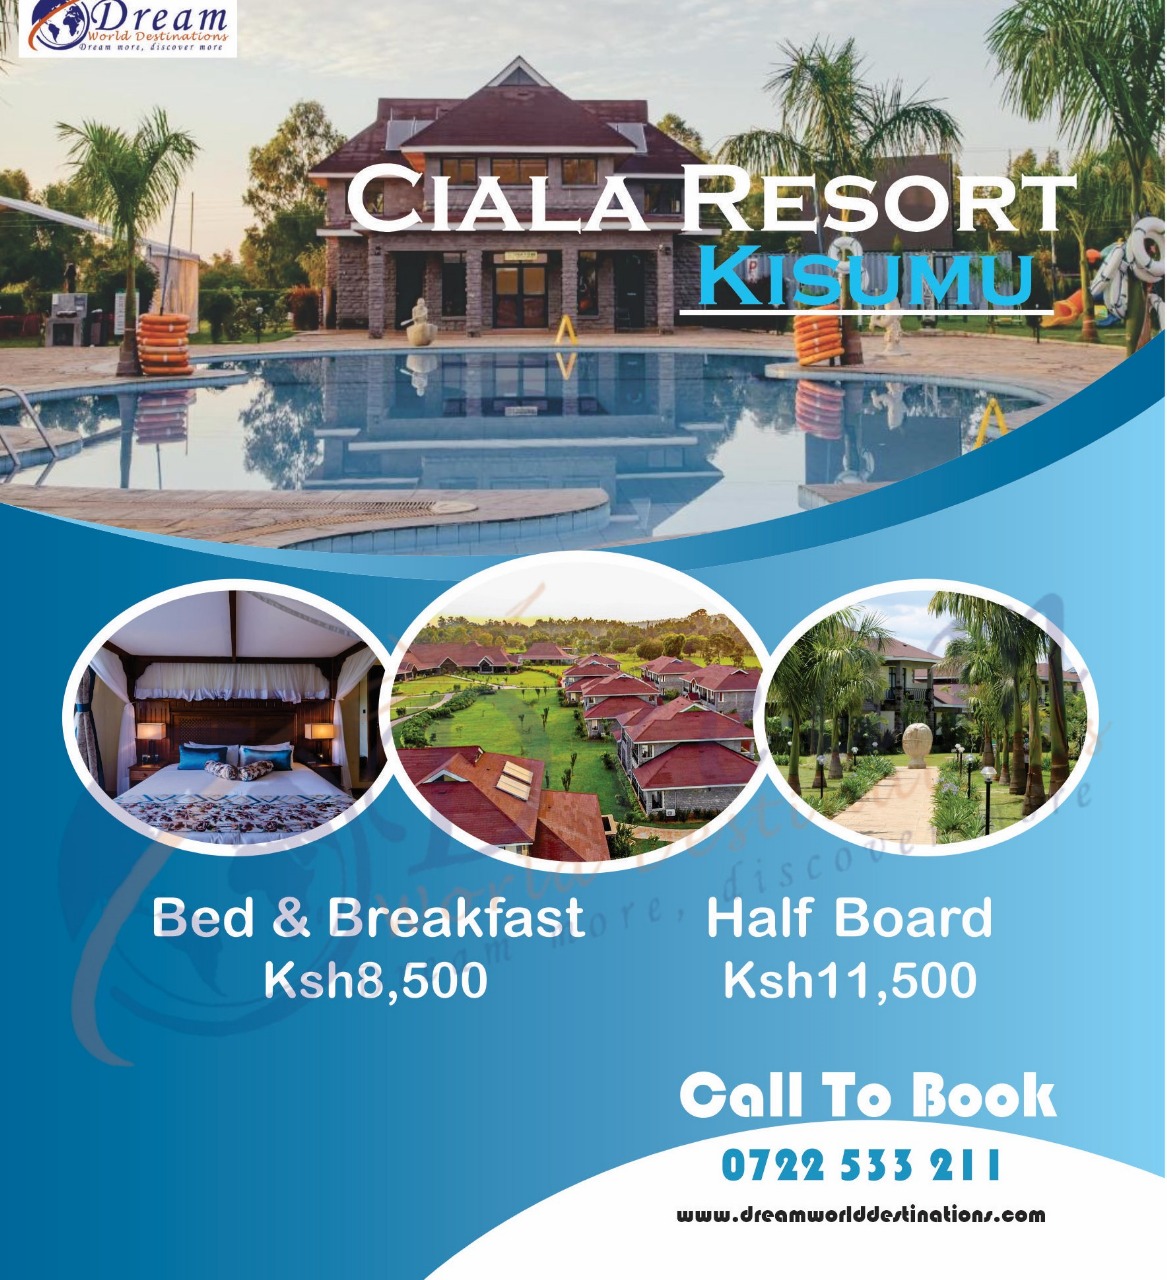 Dream
World Destinations
Dream more, discover more
CIALA RESORT
KISUMU
Bed & Breakfast
Ksh8,500
Half Board
Ksh11,500
Call To Book
0722 533 211
www.dreamworlddestinations.com